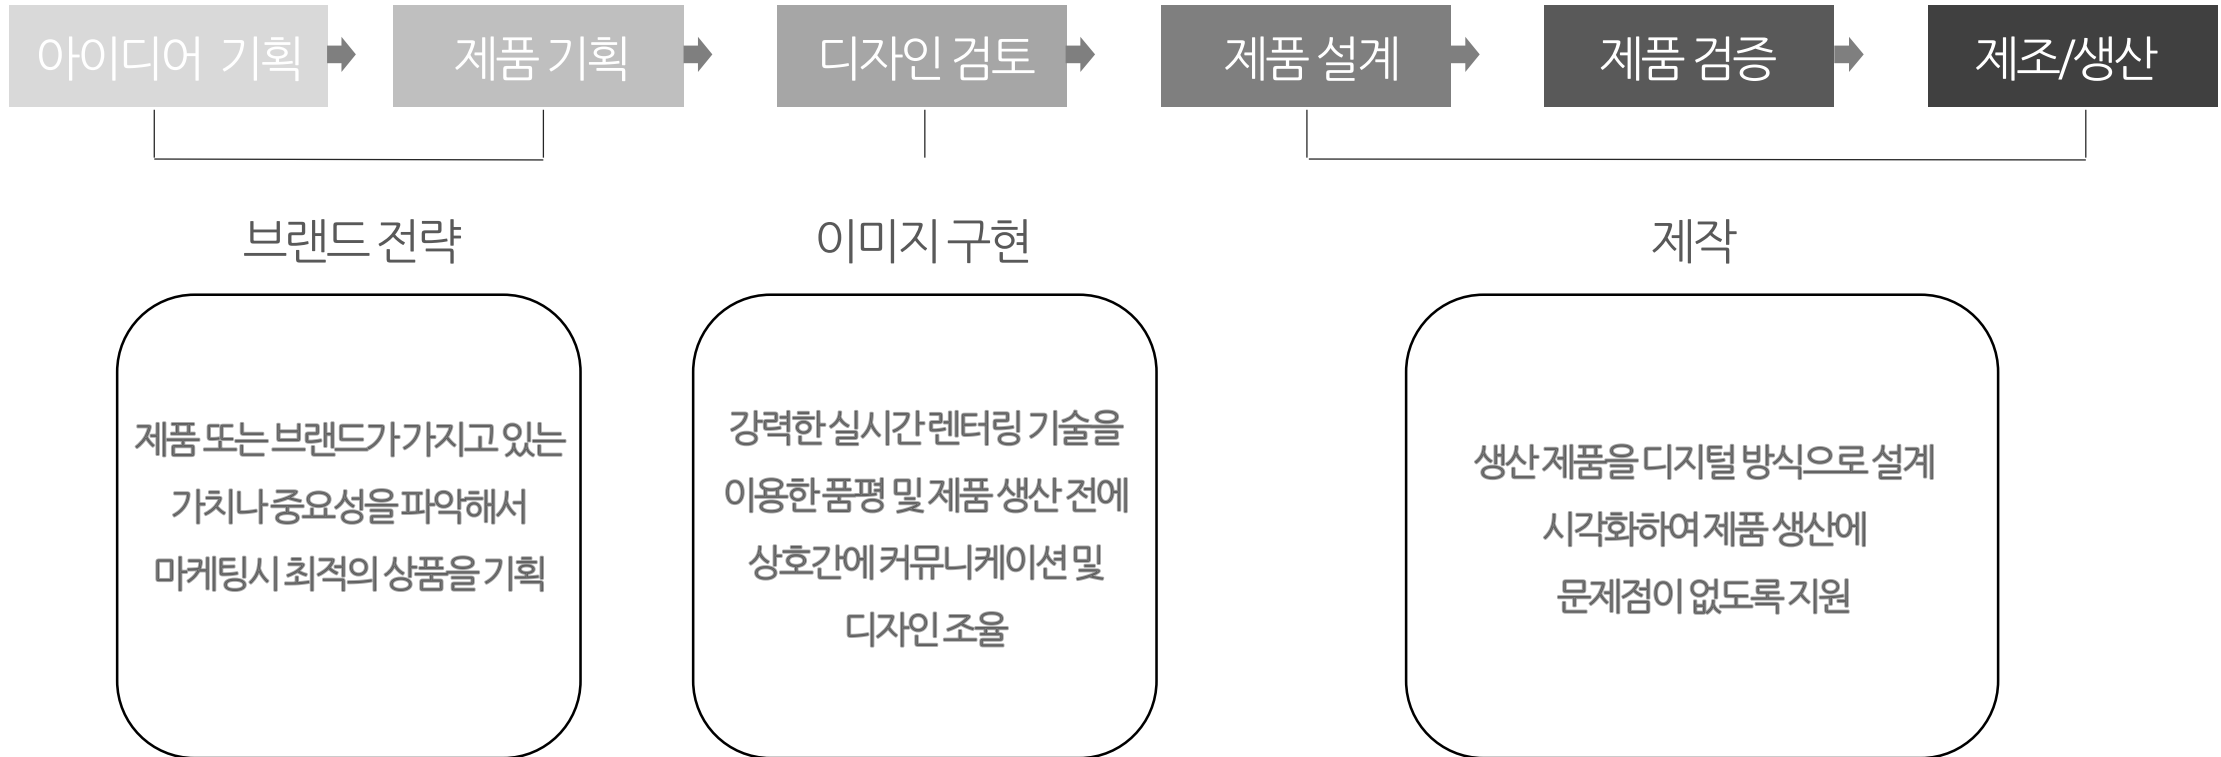 아이디어 기획
제품 기획
디자인 검토
제품 설계
제품 검증
제조/생산
브랜드 전략
이미지 구현
제작
제품 또는 브랜드가 가지고 있는
가치나 중요성을 파악해서
마케팅시 최적의 상품을 기획
강력한 실시간 렌터링 기술을
이용한 품평 및 제품 생산 전에
상호간에 커뮤니케이션 및
디자인 조율
생산 제품을 디지털 방식으로 설계
시각화하여 제품 생산에
문제점이 없도록 지원